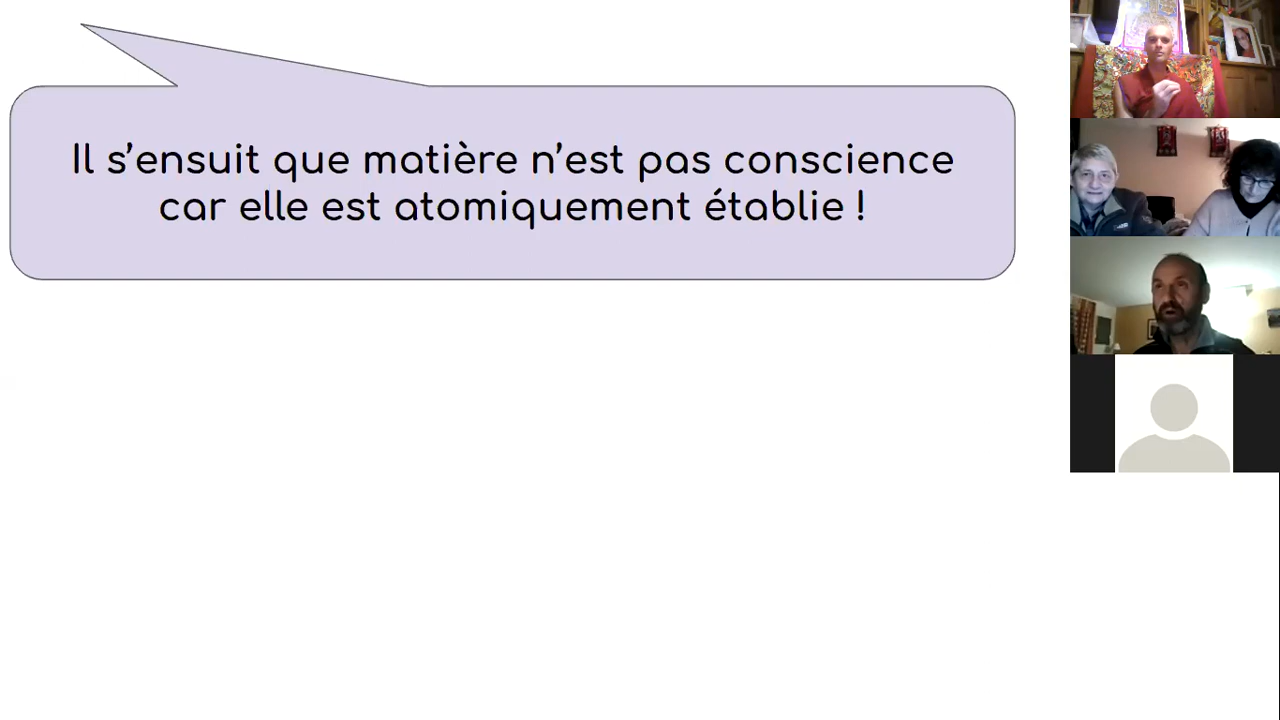 Il s’ensuit que matière n’est pas conscience
car elle est atomiquement établie !